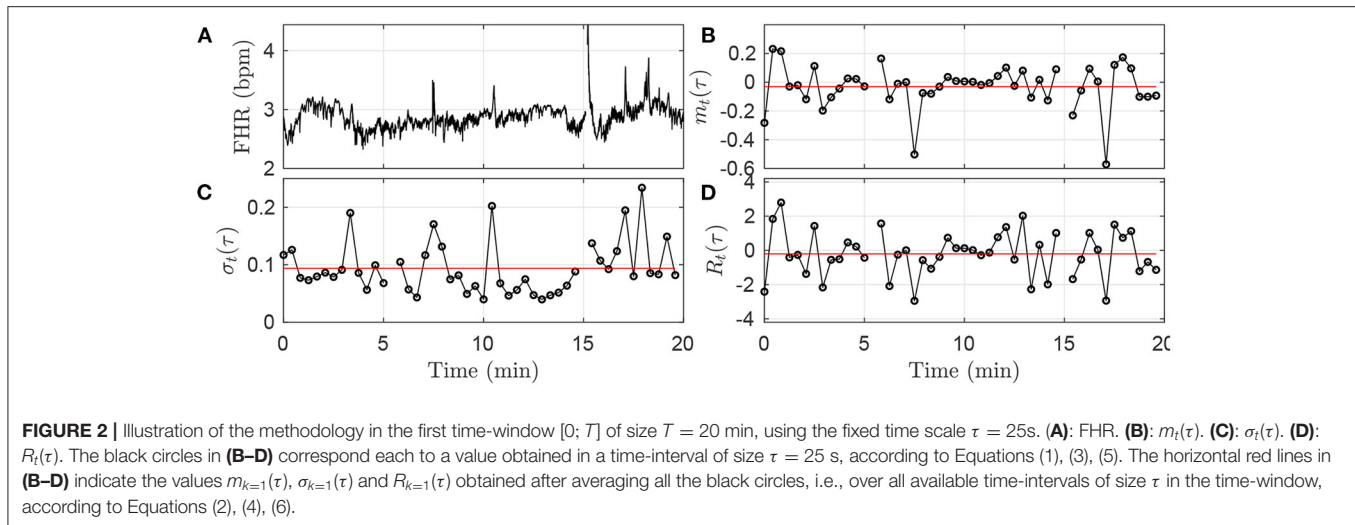 A
4
3
2
FHR (bpm)
B
0.2
0
-0.2
-0.4
-0.6
m_t(τ)
C
0.2
0.1
0
σ_t(τ)
0 5 10 15 20
Time (min)
D
4
2
0
-2
-4
R_t(τ)
0 5 10 15 20
Time (min)
FIGURE 2 | Illustration of the methodology in the first time-window [0; T] of size T = 20 min, using the fixed time scale τ = 25s. (A): FHR. (B): m_t(τ). (C): σ_t(τ). (D):
R_t(τ). The black circles in (B–D) correspond each to a value obtained in a time-interval of size τ = 25 s, according to Equations (1), (3), (5). The horizontal red lines in
(B–D) indicate the values m_{k=1}(τ), σ_{k=1}(τ) and R_{k=1}(τ) obtained after averaging all the black circles, i.e., over all available time-intervals of size τ in the time-window,
according to Equations (2), (4), (6).